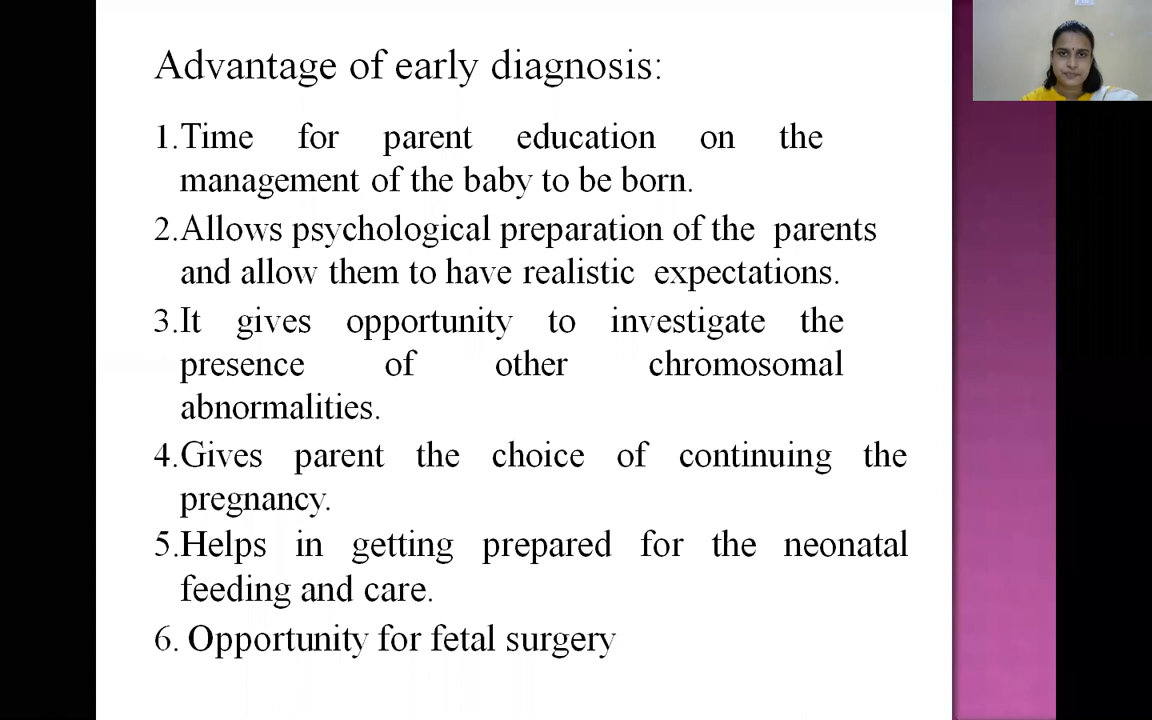 Advantage of early diagnosis:
1.Time for parent education on the
management of the baby to be born.
2.Allows psychological preparation of the parents
and allow them to have realistic expectations.
3.It gives opportunity to investigate the
presence of other chromosomal
abnormalities.
4.Gives parent the choice of continuing the
pregnancy.
5.Helps in getting prepared for the neonatal
feeding and care.
6. Opportunity for fetal surgery